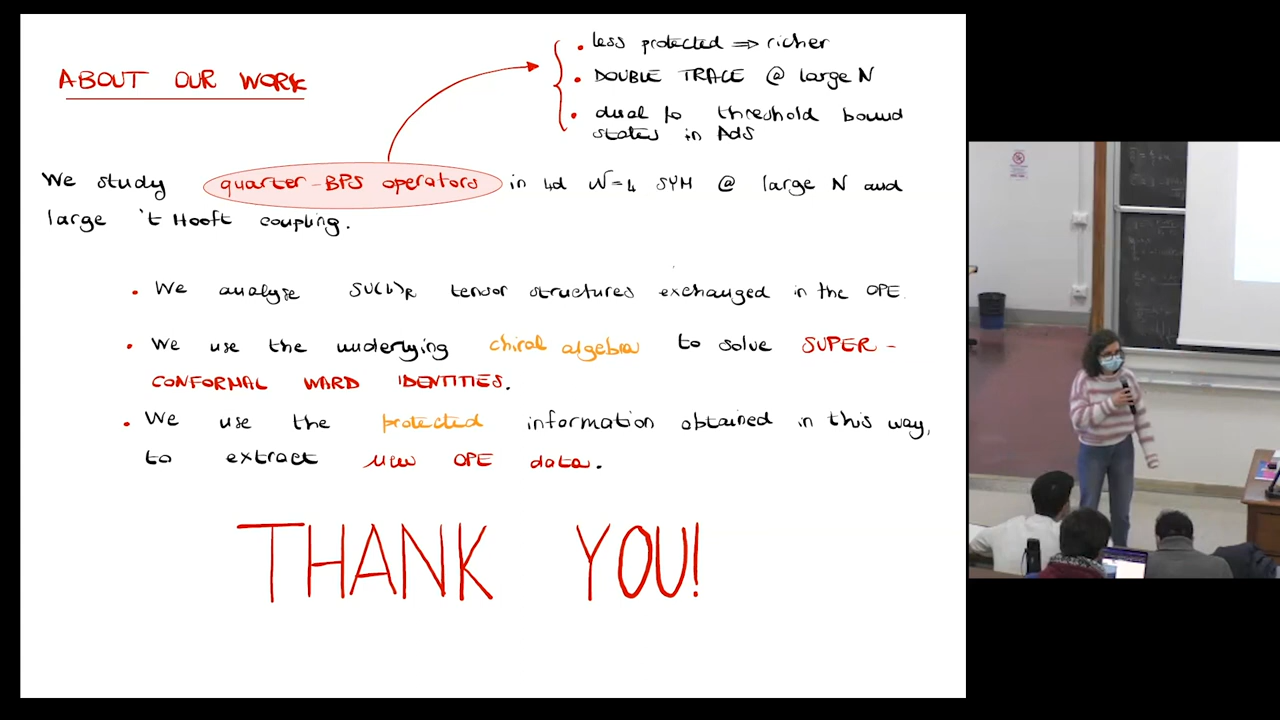 ABOUT OUR WORK
• less protected ⇒ richer
• DOUBLE TRACE @ large N
• dual to threshold bound
states in AdS
We study quarter-BPS operators in 4d N=4 SYM @ large N and
large 't Hooft coupling.
• We analyse SU(4)R tensor structures exchanged in the OPE.
• We use the underlying chiral algebra to solve SUPER-
CONFORMAL WARD IDENTITIES.
• We use the protected information obtained in this way,
to extract new OPE data.
THANK YOU!